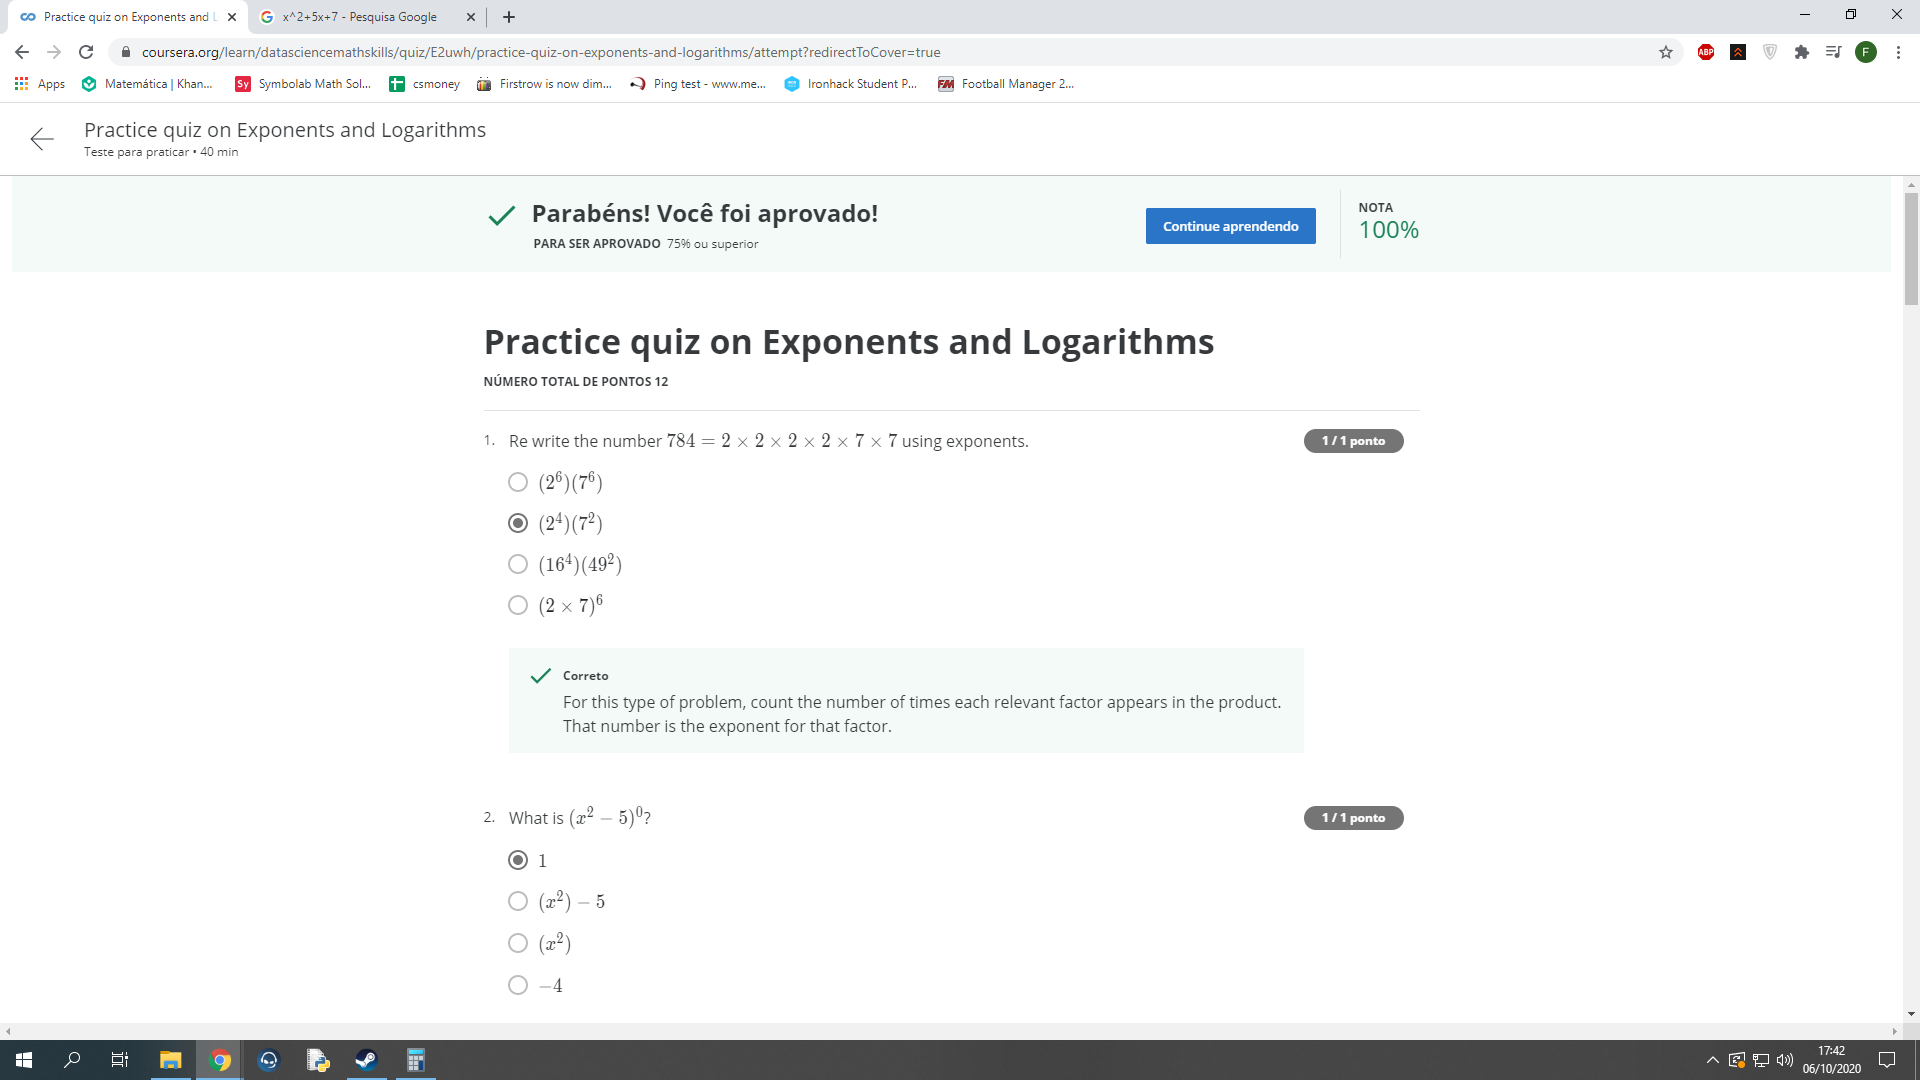 Practice quiz on Exponents and L
x^2+5x+7 - Pesquisa Google
coursera.org/learn/datasciencemathskills/quiz/E2uwh/practice-quiz-on-exponents-and-logarithms/attempt?redirectToCover=true
ABP
F
Apps
Matemática | Khan...
Sy
Symbolab Math Sol...
csmoney
Firstrow is now dim...
Ping test - www.me...
Ironhack Student P...
FM
Football Manager 2...
Practice quiz on Exponents and Logarithms
Teste para praticar • 40 min
Parabéns! Você foi aprovado!
PARA SER APROVADO 75% ou superior
Continue aprendendo
NOTA
100%
Practice quiz on Exponents and Logarithms
NÚMERO TOTAL DE PONTOS 12
1. Re write the number 784 = 2 × 2 × 2 × 2 × 7 × 7 using exponents.
1 / 1 ponto
(2^6)(7^6)
(2^4)(7^2)
(16^4)(49^2)
(2 × 7)^6
Correto
For this type of problem, count the number of times each relevant factor appears in the product.
That number is the exponent for that factor.
2. What is (x^2 − 5)^0?
1 / 1 ponto
1
(x^2) − 5
(x^2)
−4
17:42
06/10/2020